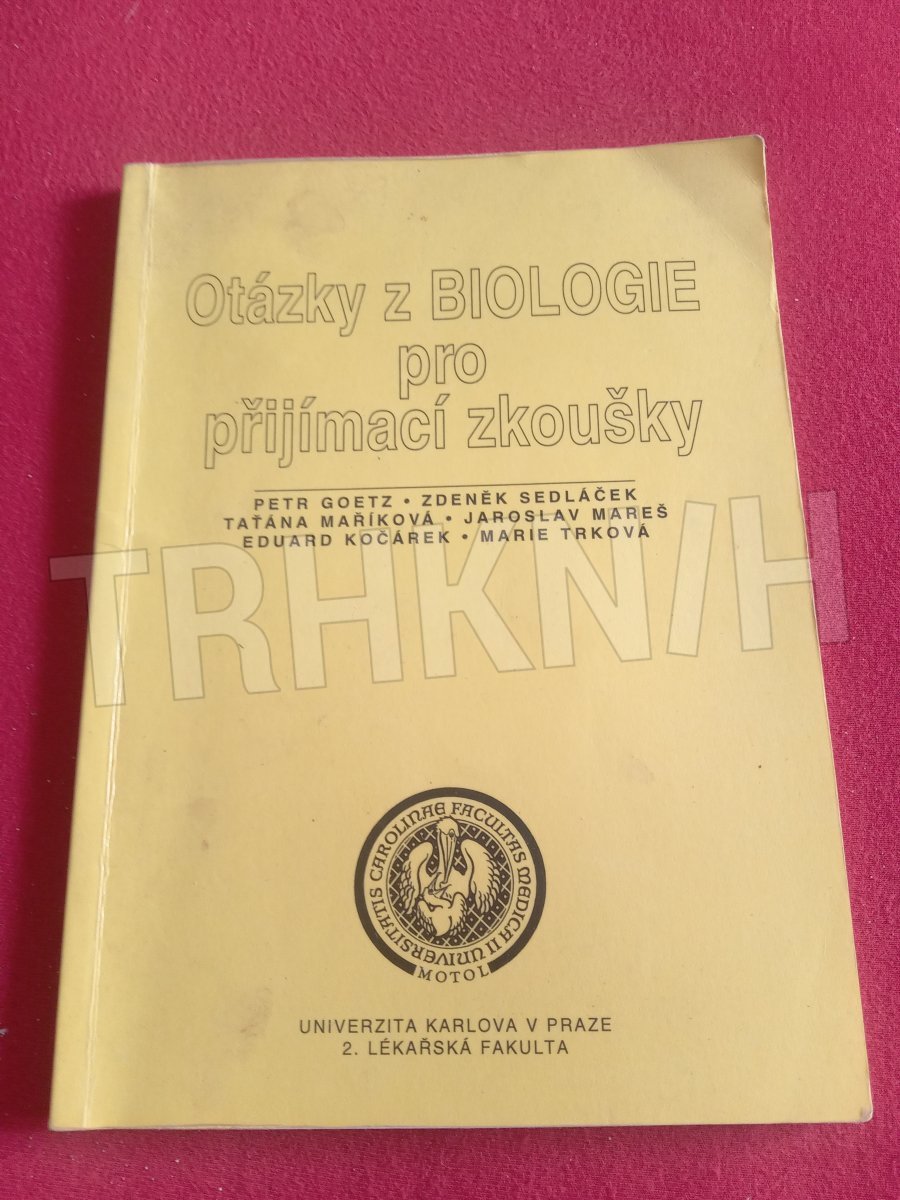 Otázky z BIOLOGIE
pro
přijímací zkoušky
PETR GOETZ • ZDENĚK SEDLÁČEK
TAŤÁNA MAŘÍKOVÁ • JAROSLAV MAREŠ
EDUARD KOČÁREK • MARIE TRKOVÁ
TRHKNIH
FACULTAS MEDICA II UNIVERSITATIS CAROLINAE
MOTOL
UNIVERZITA KARLOVA V PRAZE
2. LÉKAŘSKÁ FAKULTA